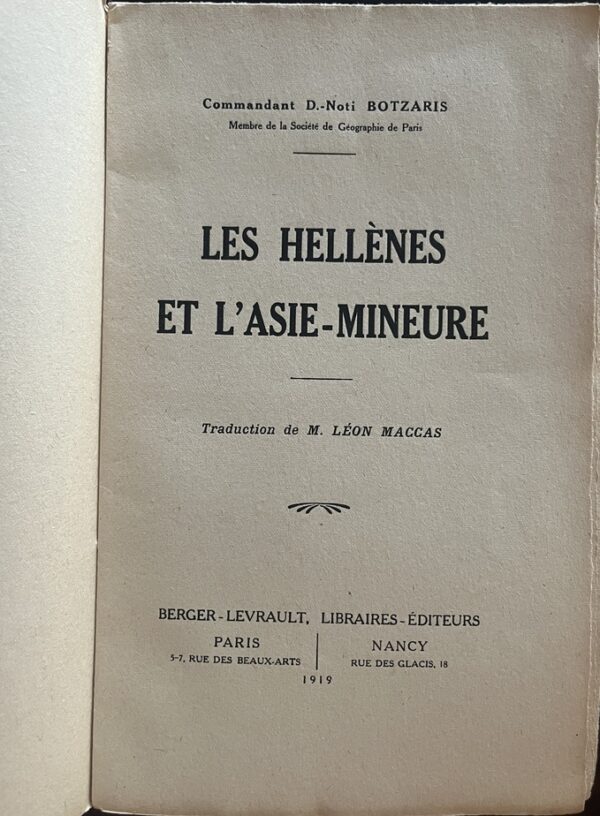 Commandant D.-Noti BOTZARIS
Membre de la Société de Géographie de Paris
LES HELLÈNES
ET L'ASIE-MINEURE
Traduction de M. LÉON MACCAS
BERGER-LEVRAULT, LIBRAIRES-ÉDITEURS
PARIS
5-7, RUE DES BEAUX-ARTS
NANCY
RUE DES GLACIS, 18
1919